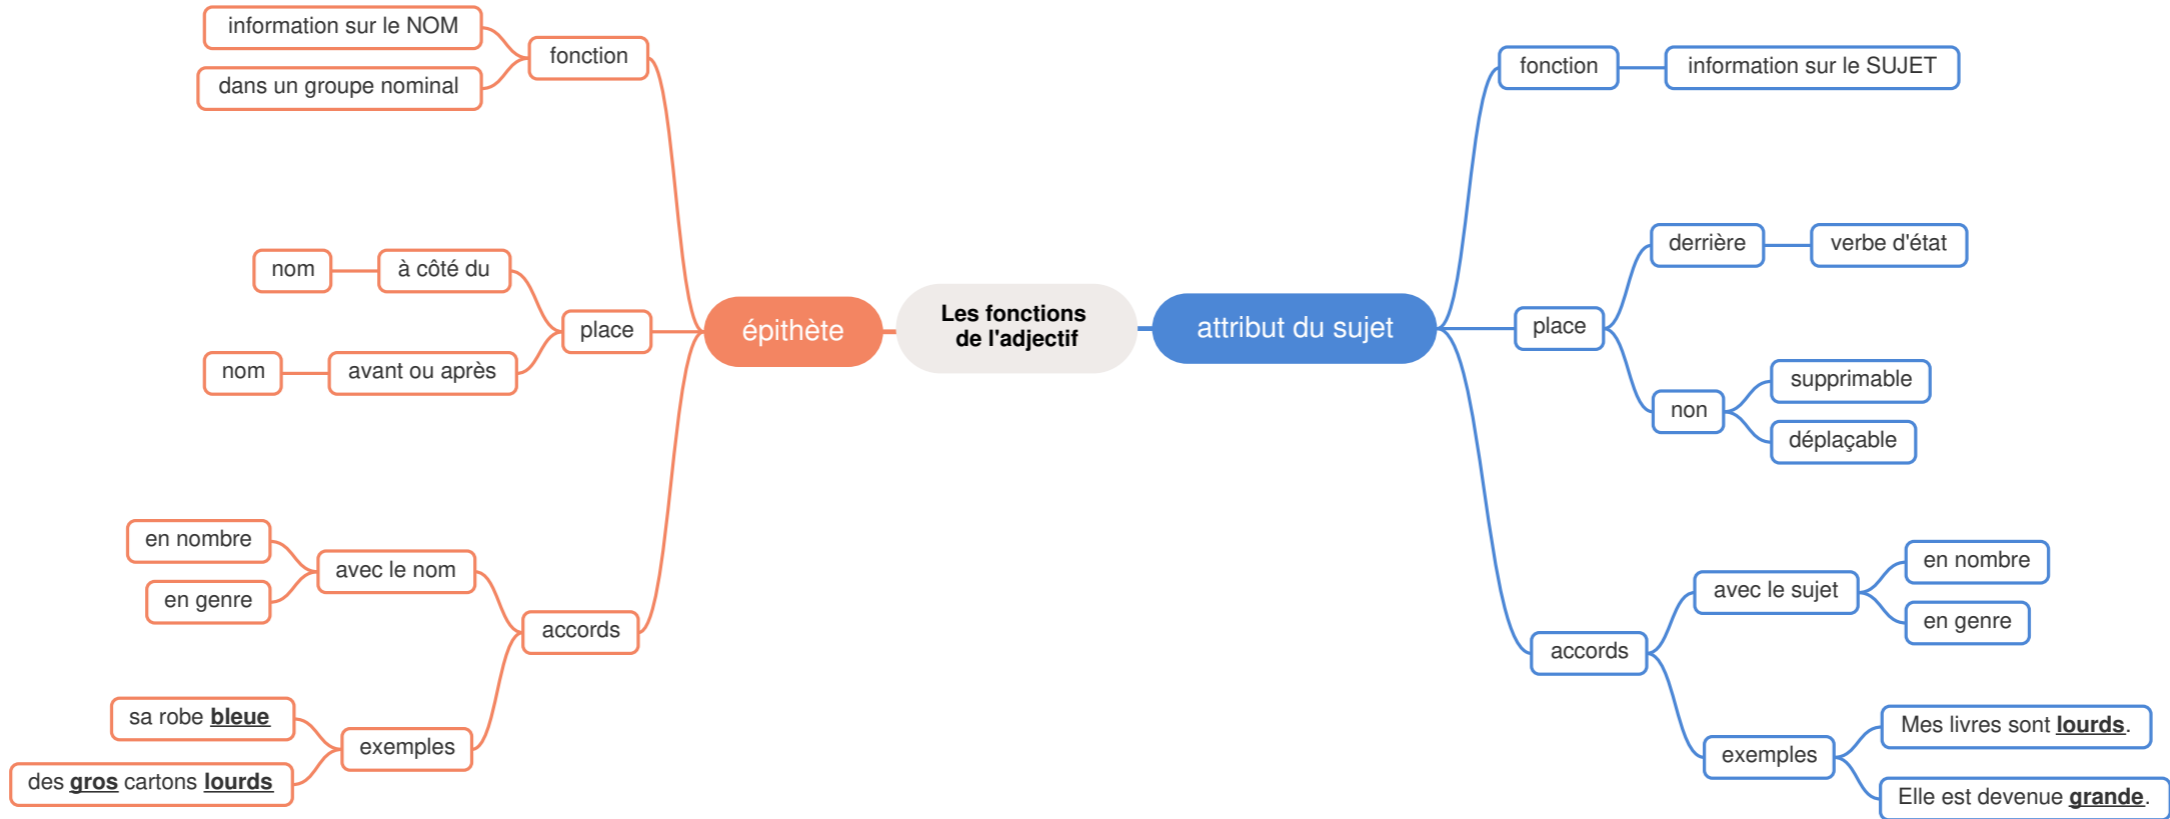 Les fonctions
de l'adjectif
épithète
fonction
information sur le NOM
dans un groupe nominal
place
à côté du
nom
avant ou après
nom
accords
avec le nom
en nombre
en genre
exemples
sa robe bleue
des gros cartons lourds
attribut du sujet
fonction
information sur le SUJET
place
derrière
verbe d'état
non
supprimable
déplaçable
accords
avec le sujet
en nombre
en genre
exemples
Mes livres sont lourds.
Elle est devenue grande.